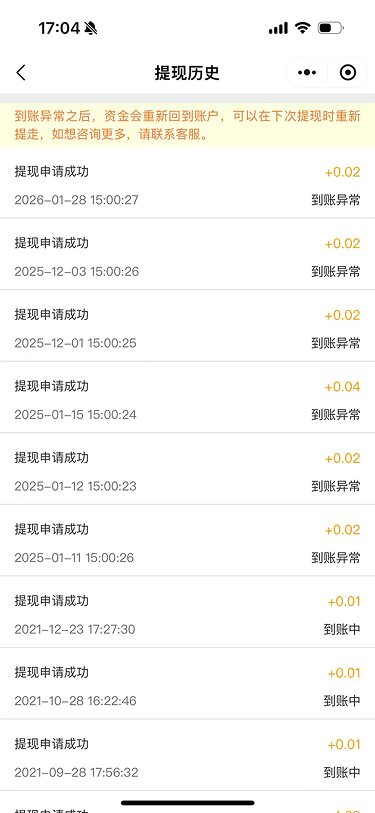 17:04
提现历史
到账异常之后，资金会重新回到账户，可以在下次提现时重新
提走，如想咨询更多，请联系客服。
提现申请成功 +0.02
2026-01-28 15:00:27 到账异常
提现申请成功 +0.02
2025-12-03 15:00:26 到账异常
提现申请成功 +0.02
2025-12-01 15:00:25 到账异常
提现申请成功 +0.04
2025-01-15 15:00:24 到账异常
提现申请成功 +0.02
2025-01-12 15:00:23 到账异常
提现申请成功 +0.02
2025-01-11 15:00:26 到账异常
提现申请成功 +0.01
2021-12-23 17:27:30 到账中
提现申请成功 +0.01
2021-10-28 16:22:46 到账中
提现申请成功 +0.01
2021-09-28 17:56:32 到账中